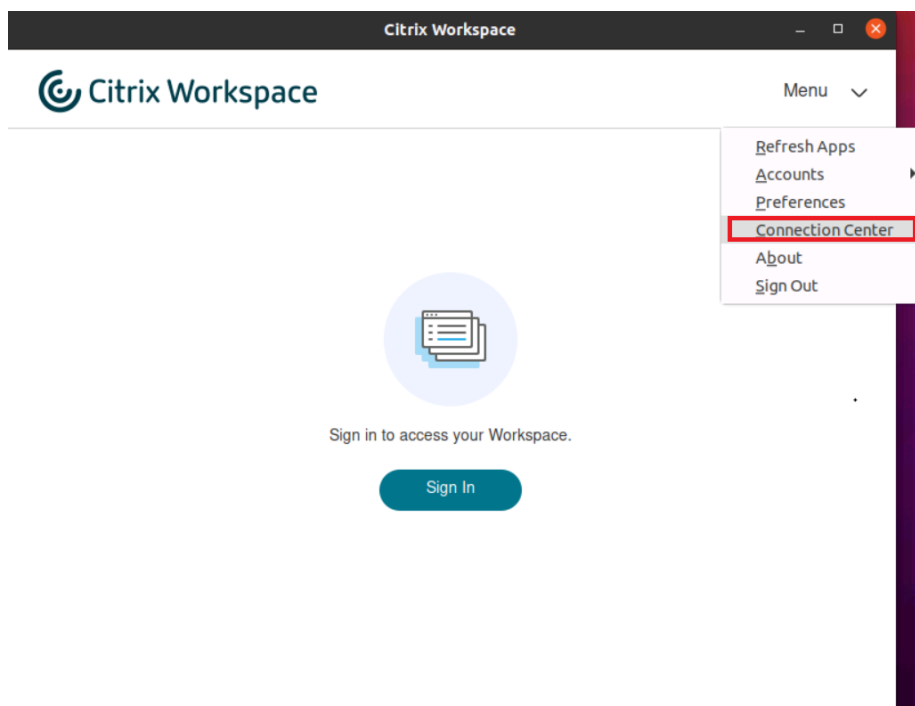 Citrix Workspace
Citrix Workspace
Menu
Refresh Apps
Accounts
Preferences
Connection Center
About
Sign Out
Sign in to access your Workspace.
Sign In